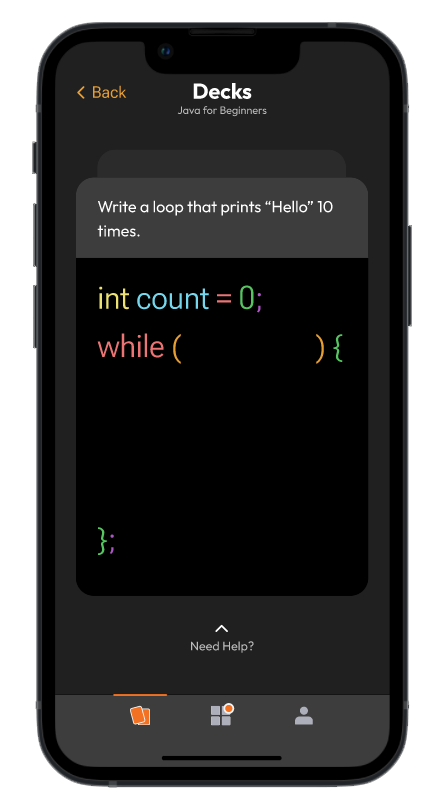 Back
Decks
Java for Beginners
Write a loop that prints “Hello” 10
times.
int count = 0;
while ( ) {
};
Need Help?